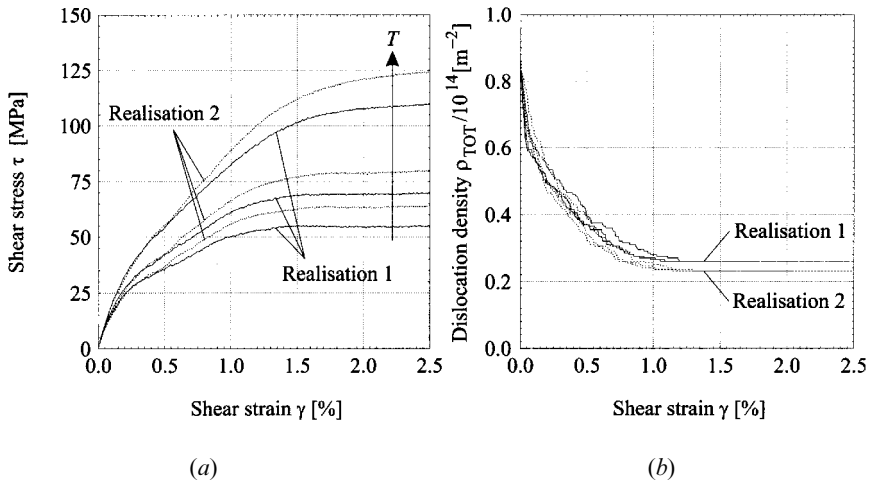 150
125
100
75
50
25
0
Shear stress τ [MPa]
T
Realisation 2
Realisation 1
0.0 0.5 1.0 1.5 2.0 2.5
Shear strain γ [%]
(a)
1.0
0.8
0.6
0.4
0.2
0.0
Dislocation density ρTOT/10¹⁴[m⁻²]
Realisation 1
Realisation 2
0.0 0.5 1.0 1.5 2.0 2.5
Shear strain γ [%}
(b)